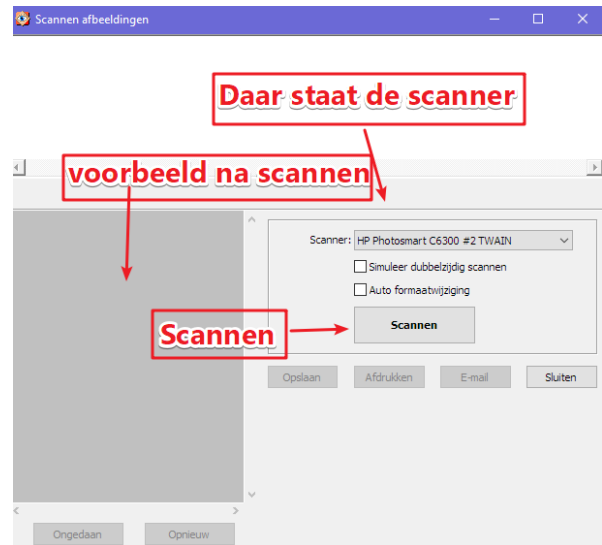 Scannen afbeeldingen
Daar staat de scanner
voorbeeld na scannen
Scanner: HP Photosmart C6300 #2 TWAIN
Simuleer dubbelzijdig scannen
Auto formaatwijziging
Scannen
Scannen
Opslaan Afdrukken E-mail Sluiten
Ongedaan Opnieuw